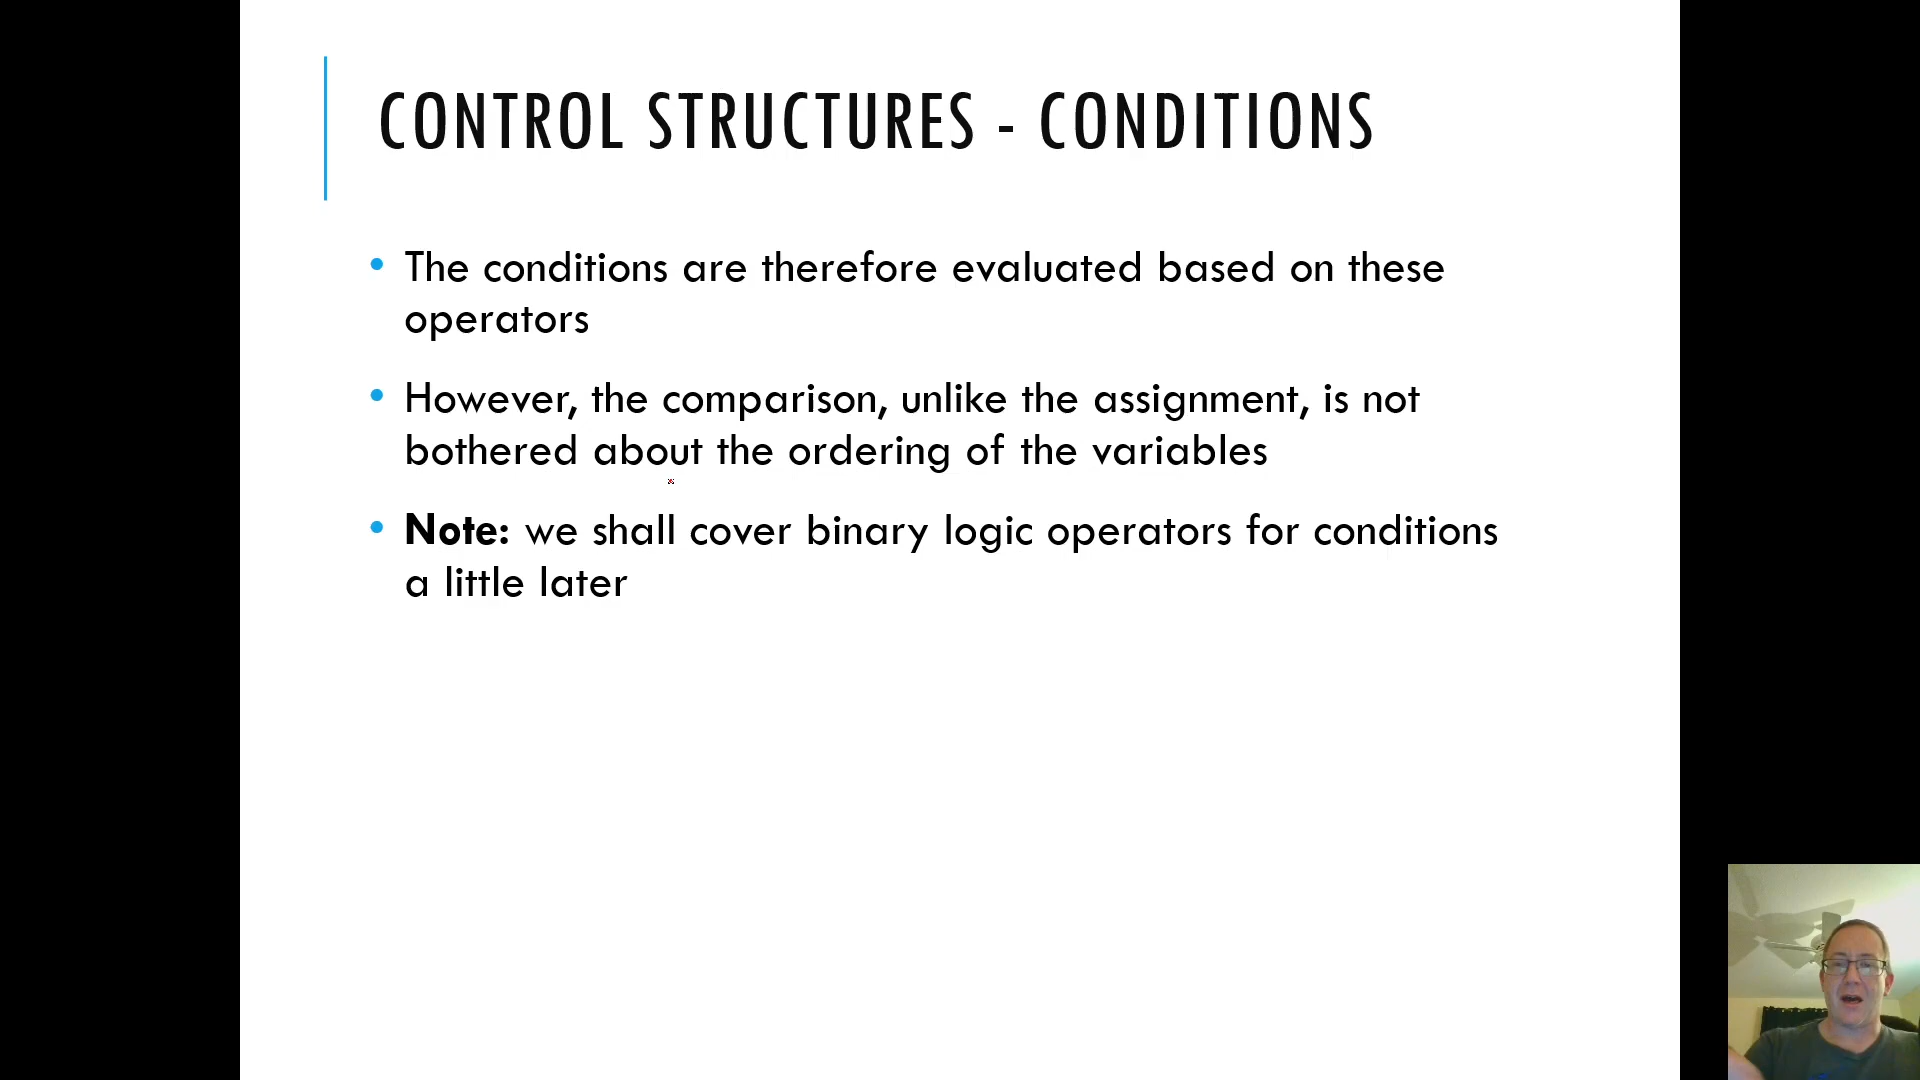 CONTROL STRUCTURES - CONDITIONS
• The conditions are therefore evaluated based on these
operators
• However, the comparison, unlike the assignment, is not
bothered about the ordering of the variables
• Note: we shall cover binary logic operators for conditions
a little later